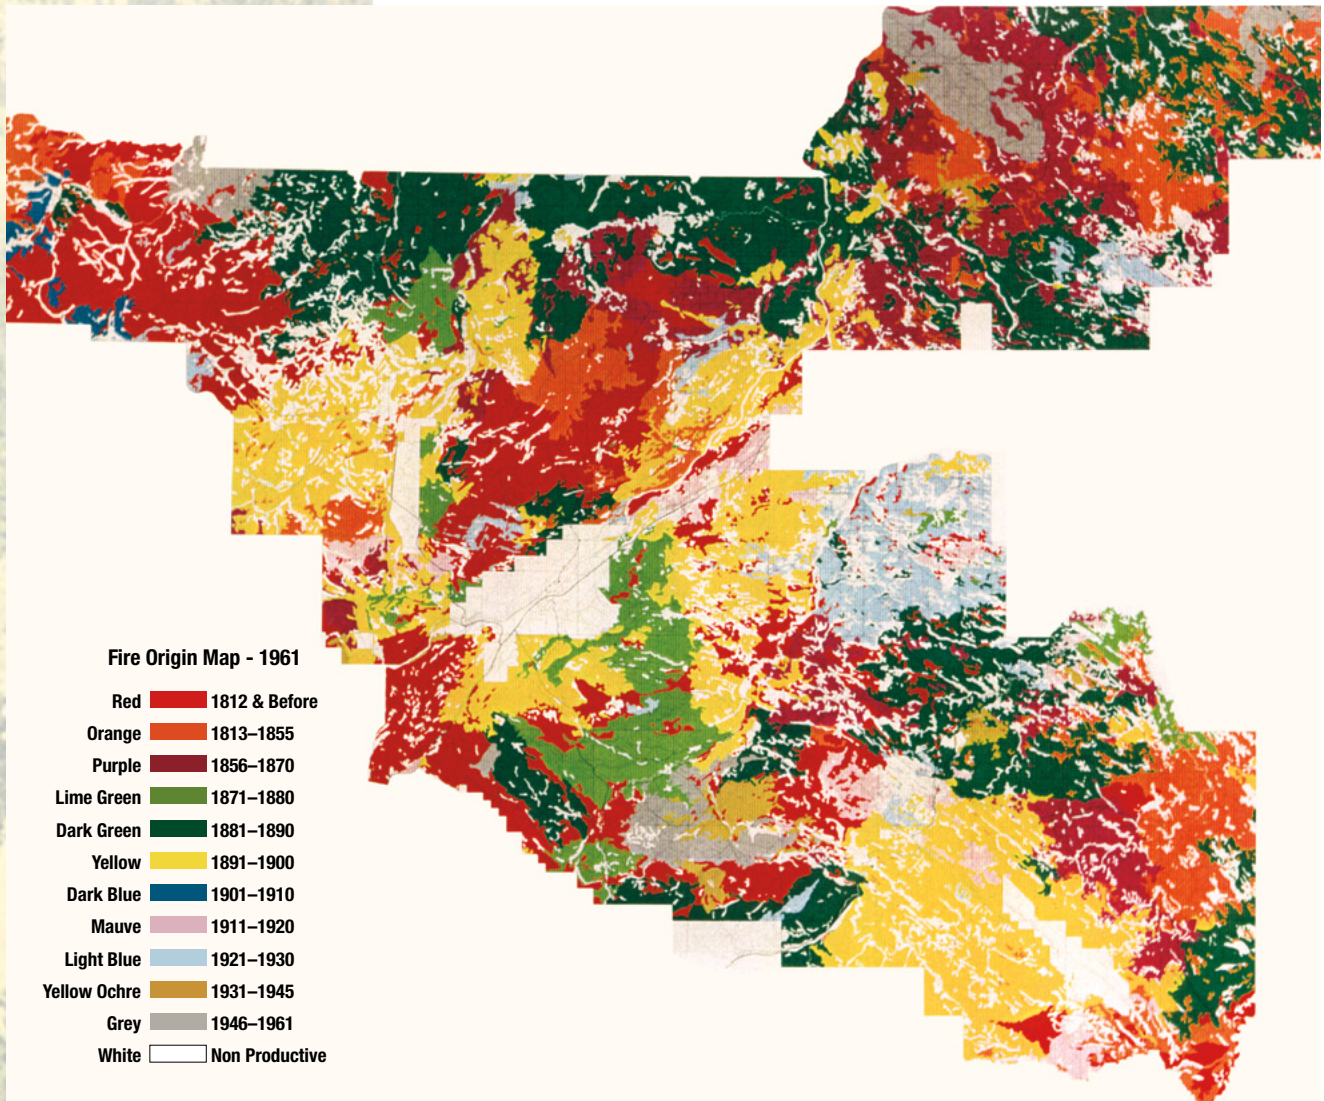 Fire Origin Map - 1961
Red 1812 & Before
Orange 1813–1855
Purple 1856–1870
Lime Green 1871–1880
Dark Green 1881–1890
Yellow 1891–1900
Dark Blue 1901–1910
Mauve 1911–1920
Light Blue 1921–1930
Yellow Ochre 1931–1945
Grey 1946–1961
White Non Productive